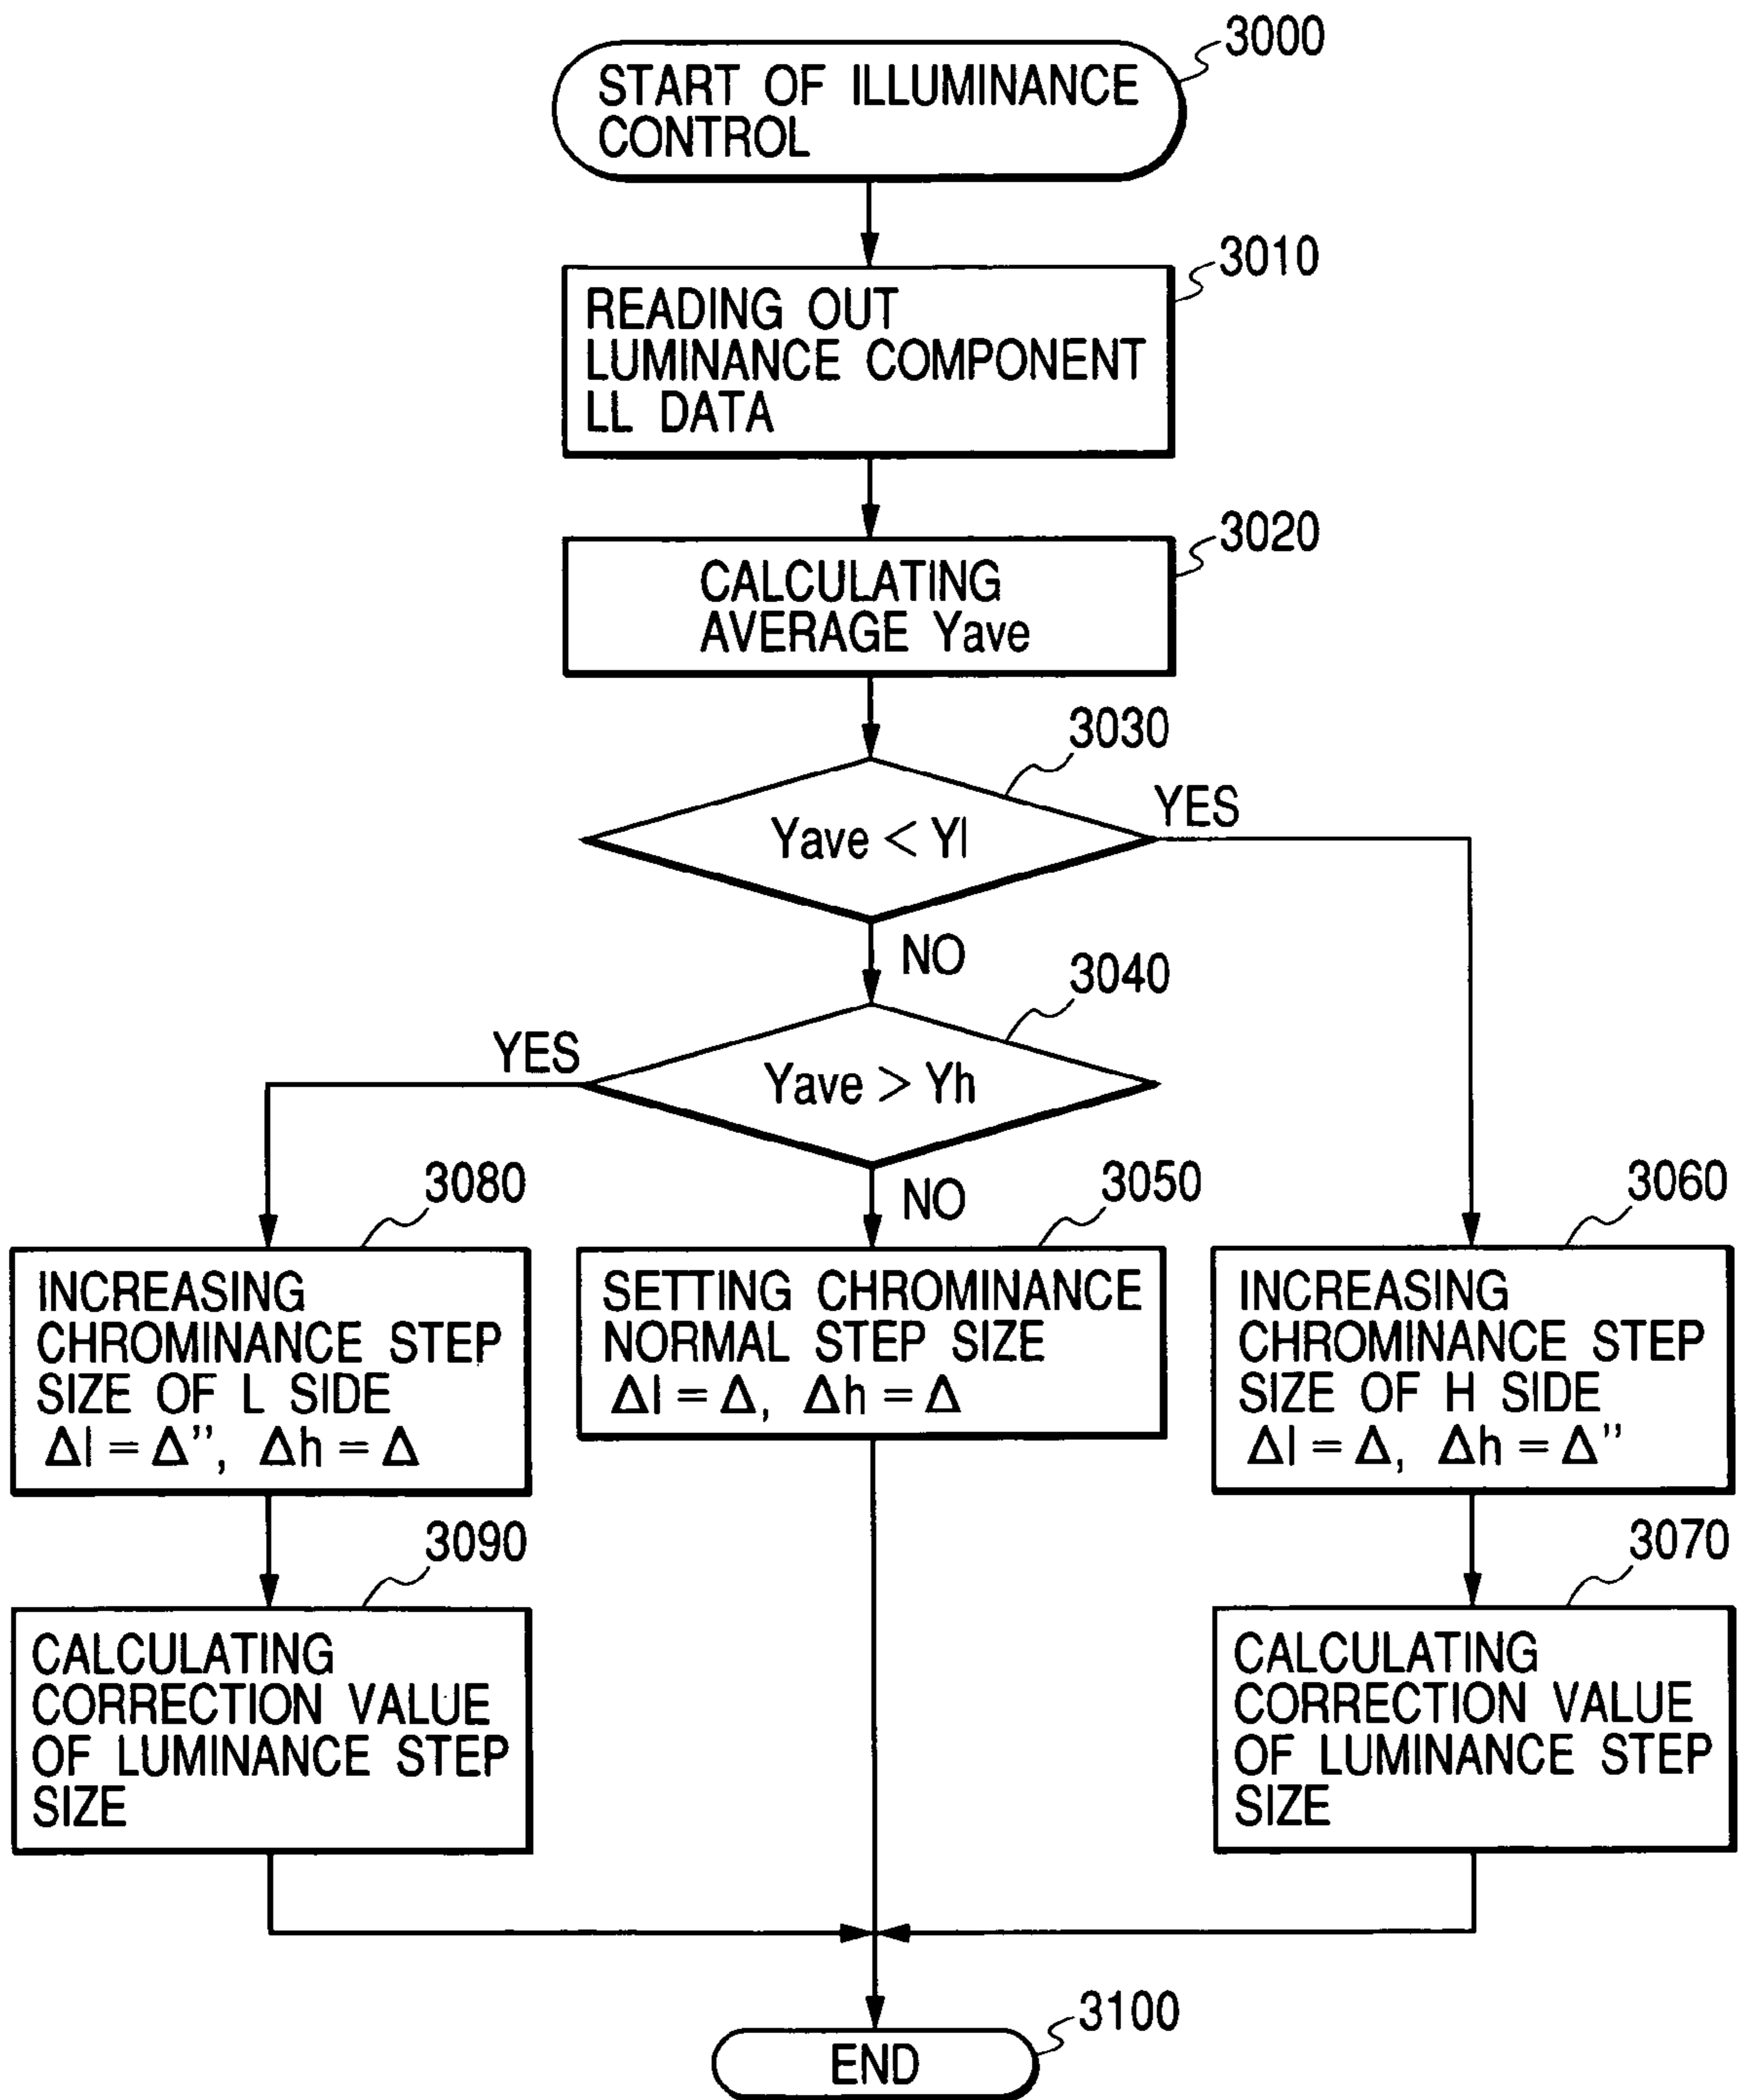 3000
START OF ILLUMINANCE
CONTROL
3010
READING OUT
LUMINANCE COMPONENT
LL DATA
3020
CALCULATING
AVERAGE Yave
3030
Yave < Yl
YES
NO
3040
Yave > Yh
YES
NO
3080
INCREASING
CHROMINANCE STEP
SIZE OF L SIDE
Δl = Δ”, Δh = Δ
3050
SETTING CHROMINANCE
NORMAL STEP SIZE
Δl = Δ, Δh = Δ
3060
INCREASING
CHROMINANCE STEP
SIZE OF H SIDE
Δl = Δ, Δh = Δ”
3090
CALCULATING
CORRECTION VALUE
OF LUMINANCE STEP
SIZE
3070
CALCULATING
CORRECTION VALUE
OF LUMINANCE STEP
SIZE
3100
END